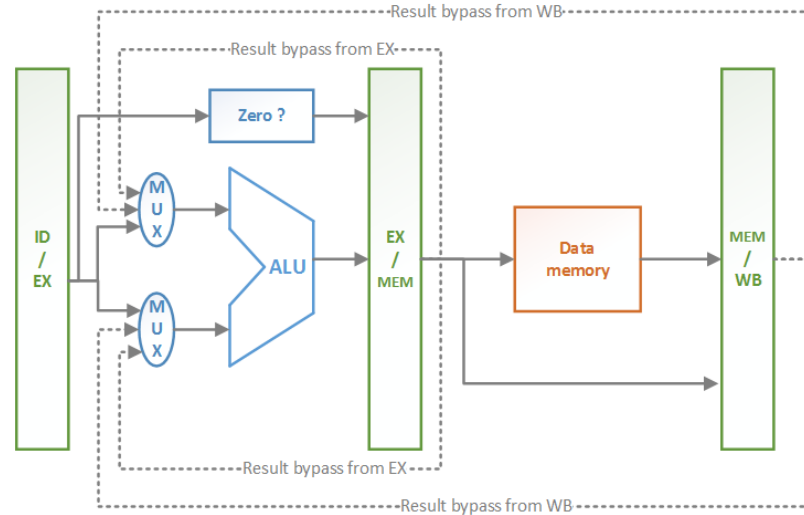 Result bypass from WB
Result bypass from EX
Zero ?
M
U
X
ID
/
EX
ALU
EX
/
MEM
Data
memory
MEM
/
WB
M
U
X
Result bypass from EX
Result bypass from WB